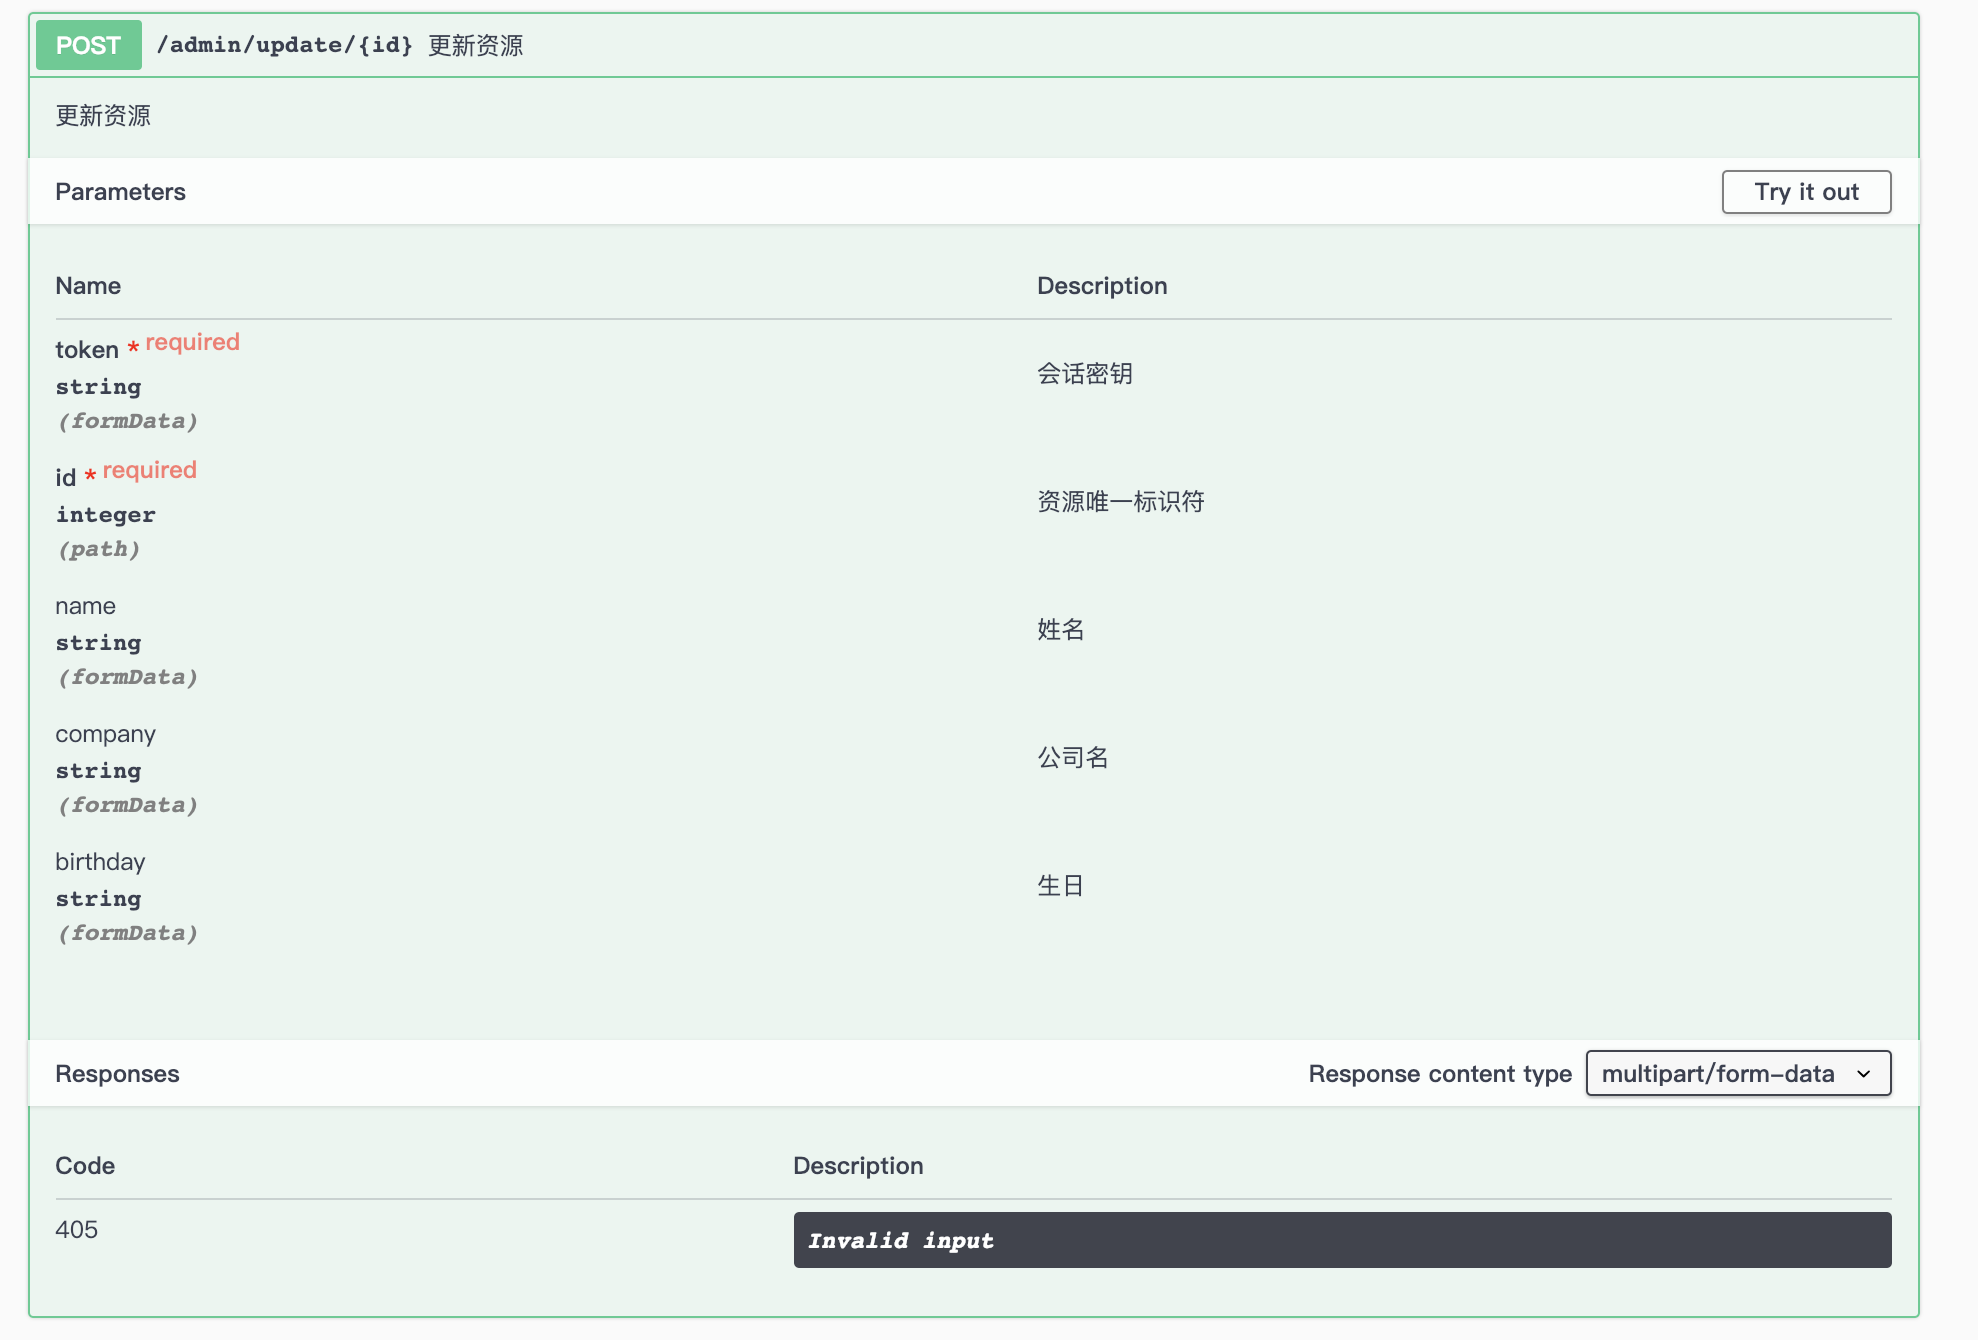 POST /admin/update/{id} 更新资源
更新资源
Parameters Try it out
Name Description
token * required
string
(formData)
会话密钥
id * required
integer
(path)
资源唯一标识符
name
string
(formData)
姓名
company
string
(formData)
公司名
birthday
string
(formData)
生日
Responses Response content type multipart/form-data
Code Description
405 Invalid input